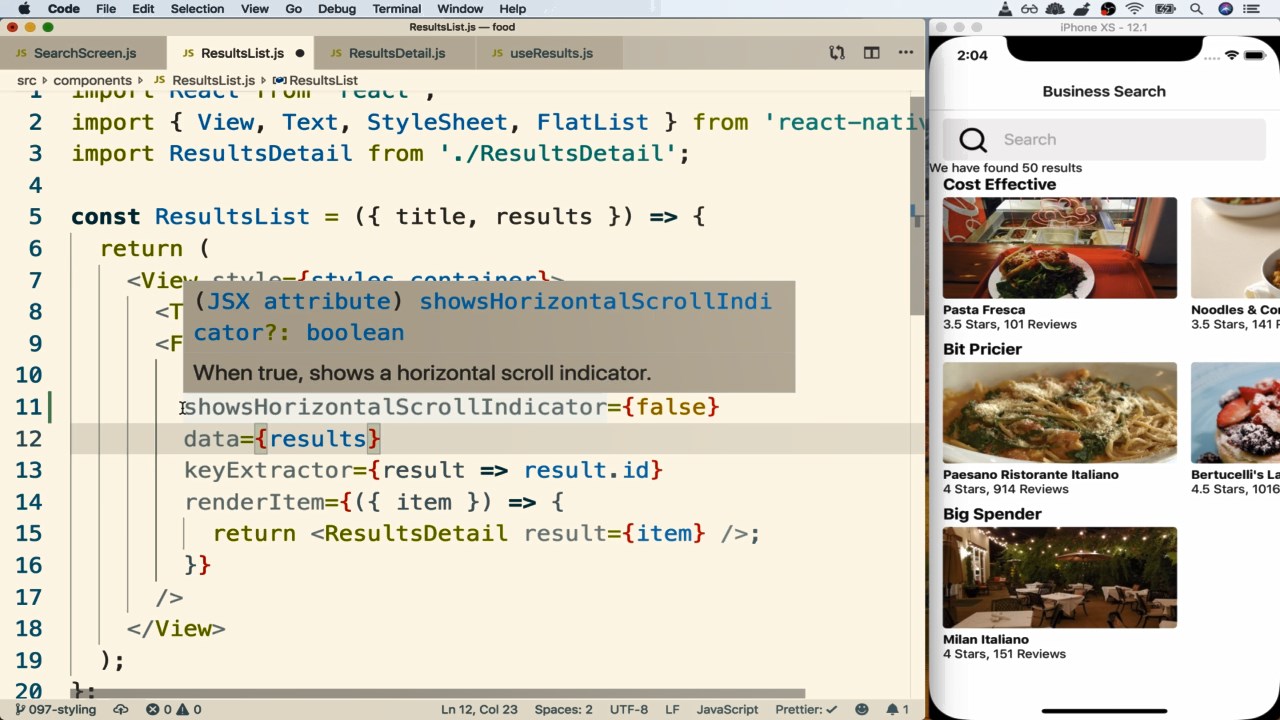 Code File Edit Selection View Go Debug Terminal Window Help
ResultsList.js — food
JS SearchScreen.js JS ResultsList.js ● JS ResultsDetail.js JS useResults.js
src › components › JS ResultsList.js › ResultsList
1 import React from 'react';
2 import { View, Text, StyleSheet, FlatList } from 'react-nativ
3 import ResultsDetail from './ResultsDetail';
4
5 const ResultsList = ({ title, results }) => {
6 return (
7 <View style={styles.container}>
8 <T
9 <F
(JSX attribute) showsHorizontalScrollIndi
cator?: boolean
When true, shows a horizontal scroll indicator.
10
11 showsHorizontalScrollIndicator={false}
12 data={results}
13 keyExtractor={result => result.id}
14 renderItem={({ item }) => {
15 return <ResultsDetail result={item} />;
16 }}
17 />
18 </View>
19 );
20 };
097-styling 0 0 Ln 12, Col 23 Spaces: 2 UTF-8 LF JavaScript Prettier: ✓ 1
iPhone XS - 12.1
2:04
Business Search
Search
We have found 50 results
Cost Effective
Pasta Fresca Noodles & Co
3.5 Stars, 101 Reviews 3.5 Stars, 141 F
Bit Pricier
Paesano Ristorante Italiano Bertucelli's La
4 Stars, 914 Reviews 4.5 Stars, 1016
Big Spender
Milan Italiano
4 Stars, 151 Reviews